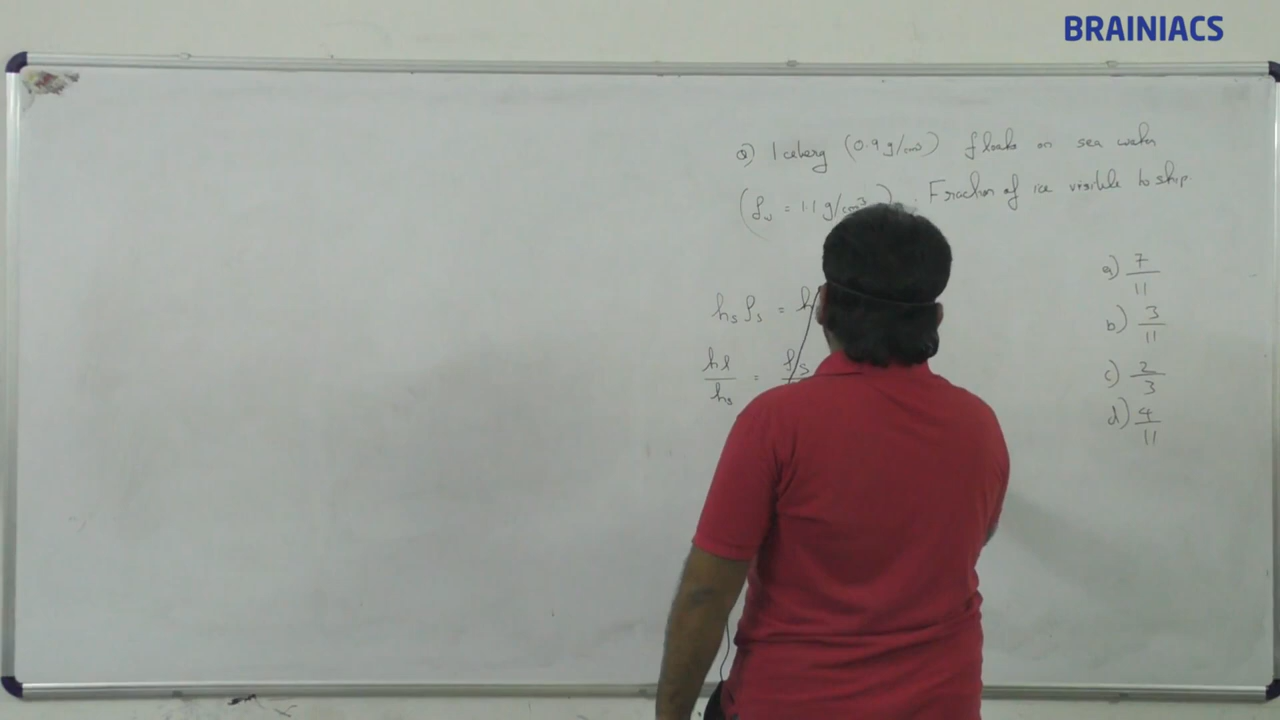 BRAINIACS
Q) Iceberg (0.9 g/cm³) floats on sea water
(ρw = 1.1 g/cm³). Fraction of ice visible to ship.
a) 7/11
hsρs = h
b) 3/11
hl/hs = ρs
c) 2/3
d) 4/11